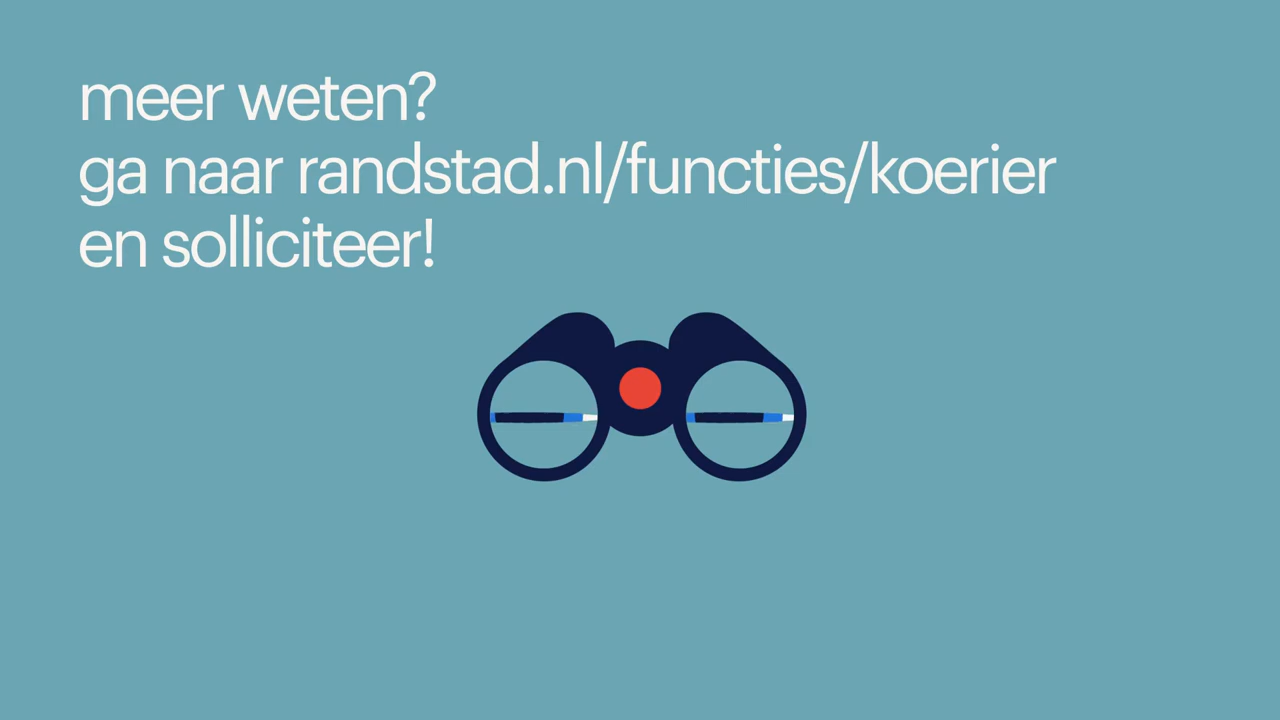 meer weten?
ga naar randstad.nl/functies/koerier
en solliciteer!